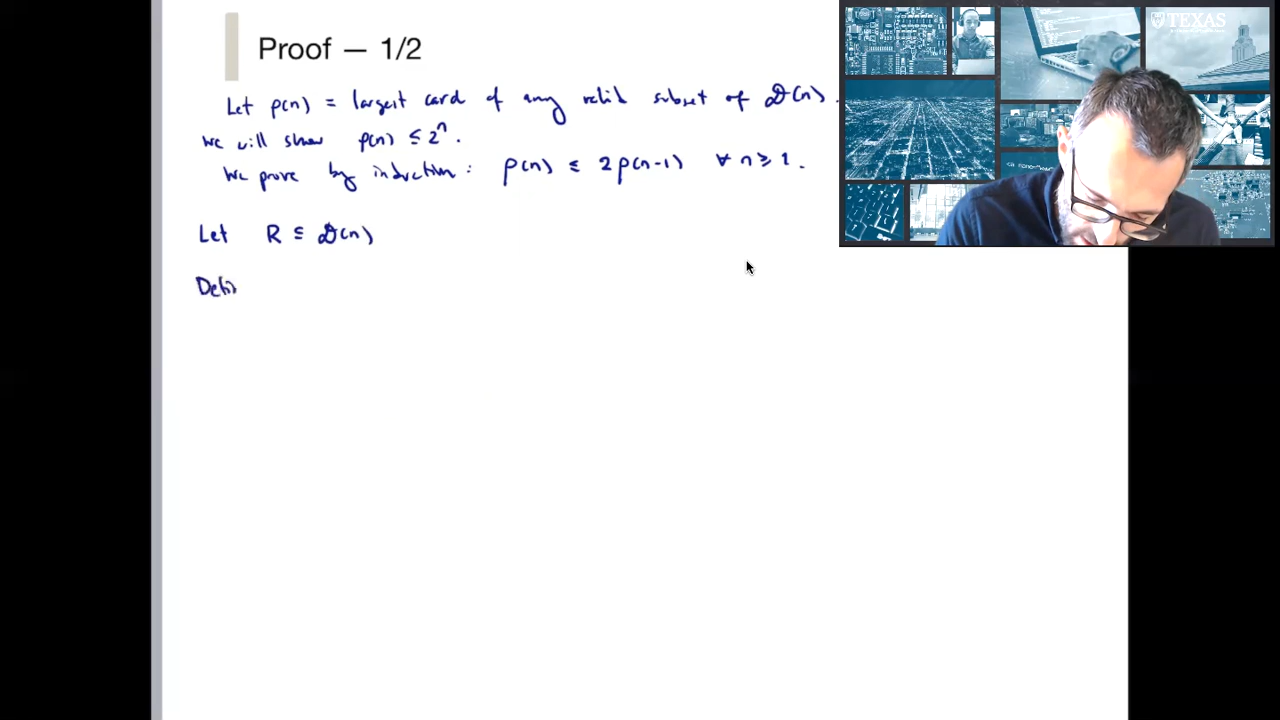 Proof — 1/2
TEXAS
Let p(n) = largest card of any valid subset of 𝒟(n).
We will show p(n) ≤ 2ⁿ.
We prove by induction: p(n) ≤ 2p(n-1) ∀ n ≥ 1.
Let R ⊆ 𝒟(n)
Defi